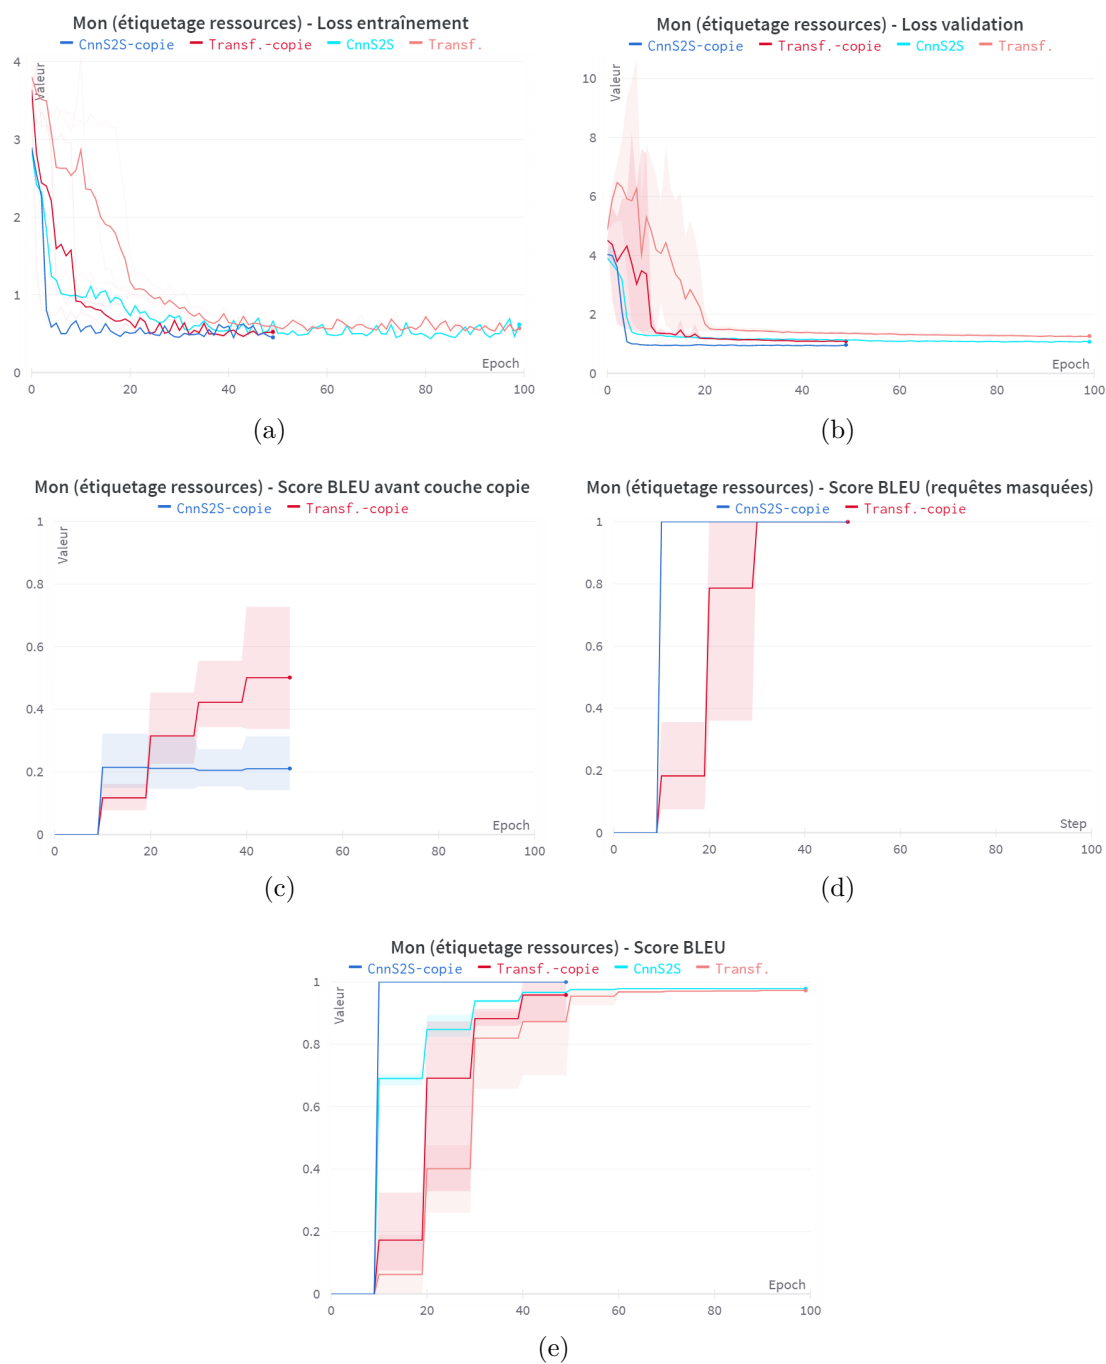 Mon (étiquetage ressources) - Loss entraînement
CnnS2S-copie Transf.-copie CnnS2S Transf.
Valeur
4
3
2
1
0
Epoch
0 20 40 60 80 100
(a)
Mon (étiquetage ressources) - Loss validation
CnnS2S-copie Transf.-copie CnnS2S Transf.
Valeur
10
8
6
4
2
0
Epoch
0 20 40 60 80 100
(b)
Mon (étiquetage ressources) - Score BLEU avant couche copie
CnnS2S-copie Transf.-copie
Valeur
1
0.8
0.6
0.4
0.2
0
Epoch
0 20 40 60 80 100
(c)
Mon (étiquetage ressources) - Score BLEU (requêtes masquées)
CnnS2S-copie Transf.-copie
1
0.8
0.6
0.4
0.2
0
Step
0 20 40 60 80 100
(d)
Mon (étiquetage ressources) - Score BLEU
CnnS2S-copie Transf.-copie CnnS2S Transf.
Valeur
1
0.8
0.6
0.4
0.2
0
Epoch
0 20 40 60 80 100
(e)